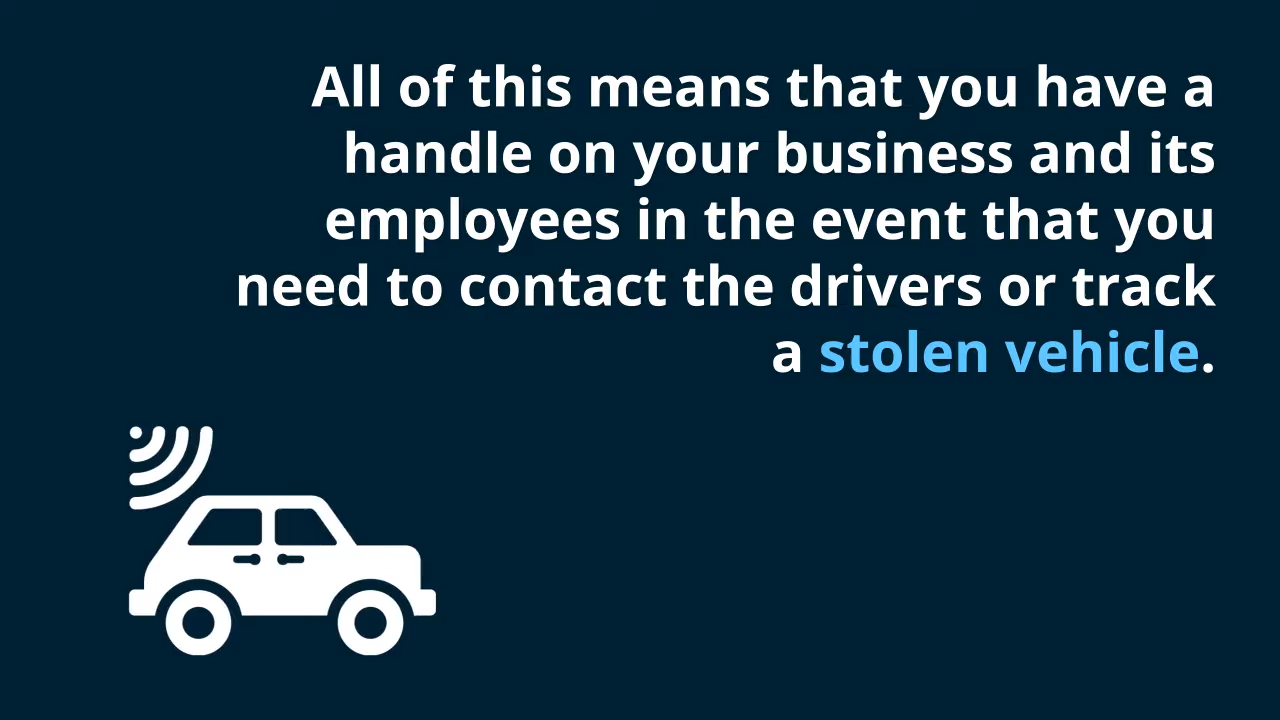 All of this means that you have a
handle on your business and its
employees in the event that you
need to contact the drivers or track
a stolen vehicle.